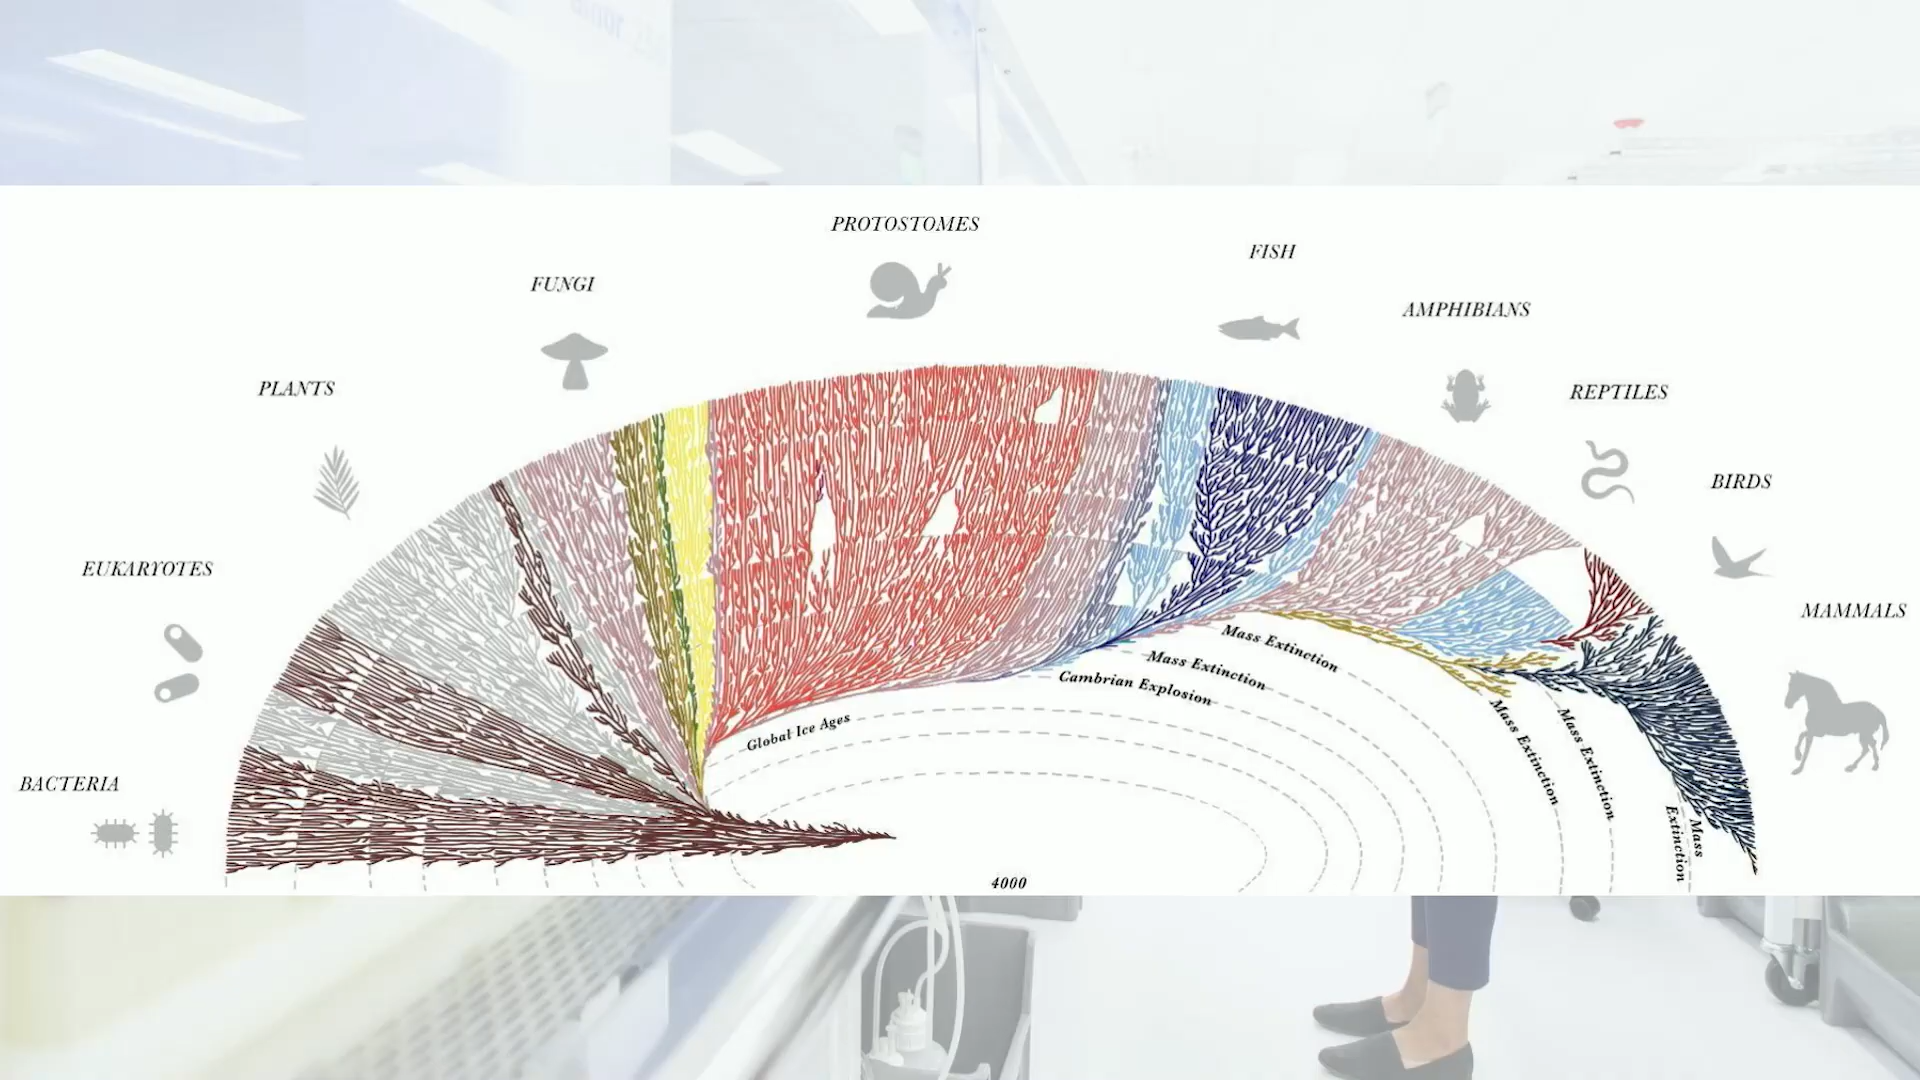 PROTOSTOMES
FISH
FUNGI
AMPHIBIANS
PLANTS
REPTILES
BIRDS
EUKARYOTES
MAMMALS
BACTERIA
Mass Extinction
Mass Extinction
Cambrian Explosion
Global Ice Ages
Mass Extinction
Mass Extinction
Mass
Extinction
4000